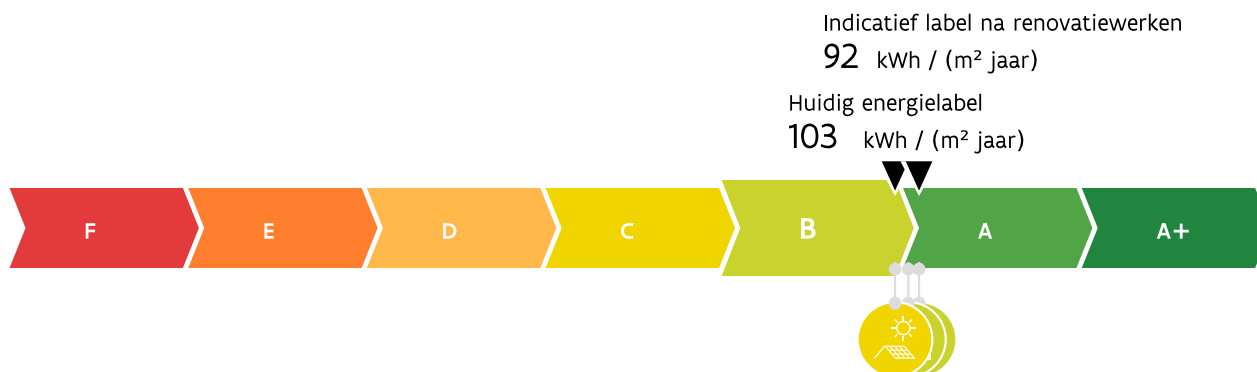 Indicatief label na renovatiewerken
92 kWh / (m² jaar)
Huidig energielabel
103 kWh / (m² jaar)
F E D C B A A+